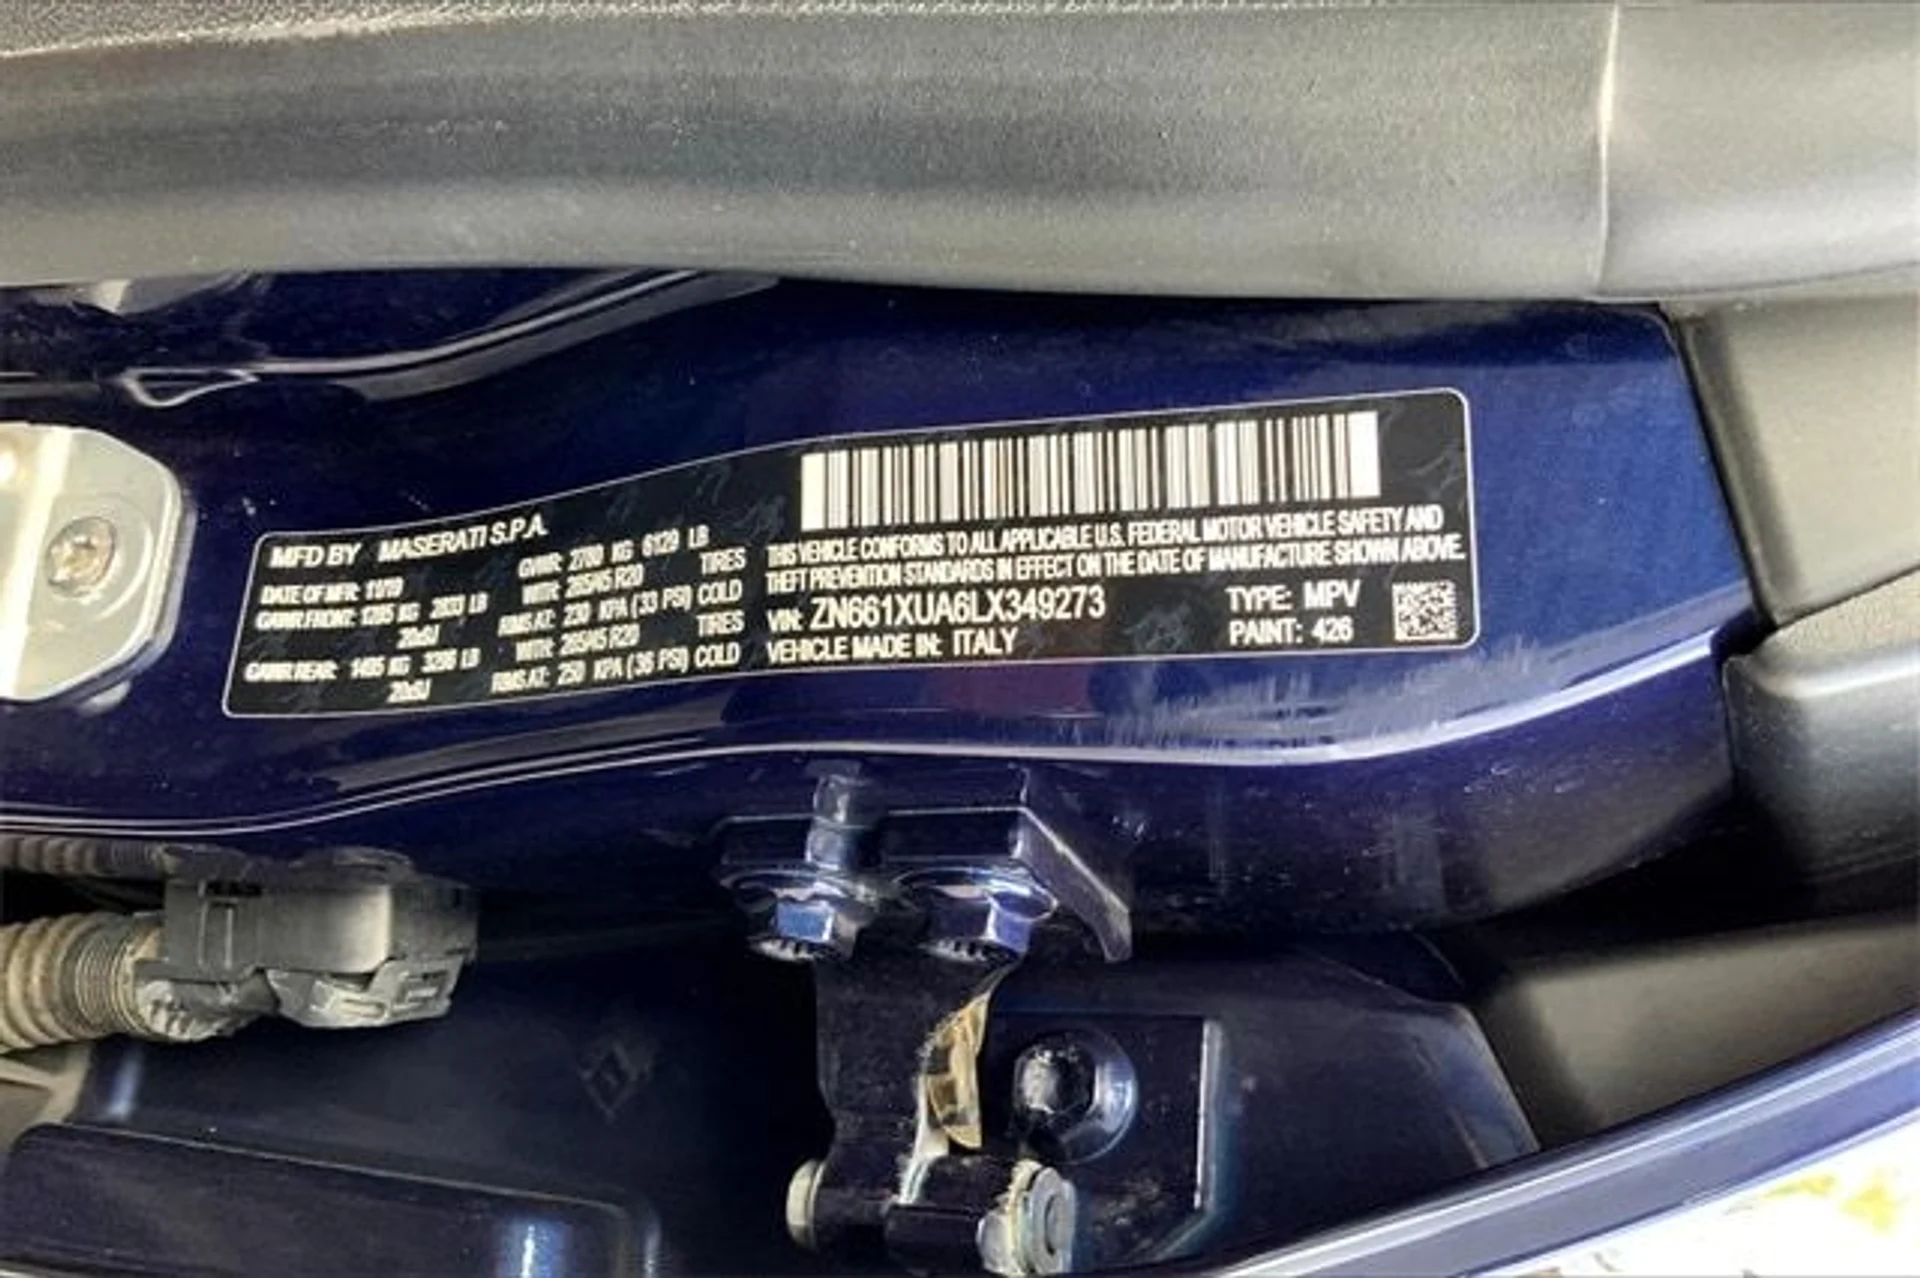 MFD BY MASERATI S.P.A.
DATE OF MFR: 11/19 GVWR: 2780 KG 6129 LB
GAWR FRONT: 1285 KG 2833 LB WITH: 265/45 R20 TIRES
20x9J RIMS AT: 230 KPA ( 33 PSI ) COLD
GAWR REAR: 1495 KG 3296 LB WITH: 265/45 R20 TIRES
20x9J RIMS AT: 250 KPA ( 36 PSI ) COLD
THIS VEHICLE CONFORMS TO ALL APPLICABLE U.S. FEDERAL MOTOR VEHICLE SAFETY AND
THEFT PREVENTION STANDARDS IN EFFECT ON THE DATE OF MANUFACTURE SHOWN ABOVE.
VIN: ZN661XUA6LX349273 TYPE: MPV
VEHICLE MADE IN: ITALY PAINT: 426